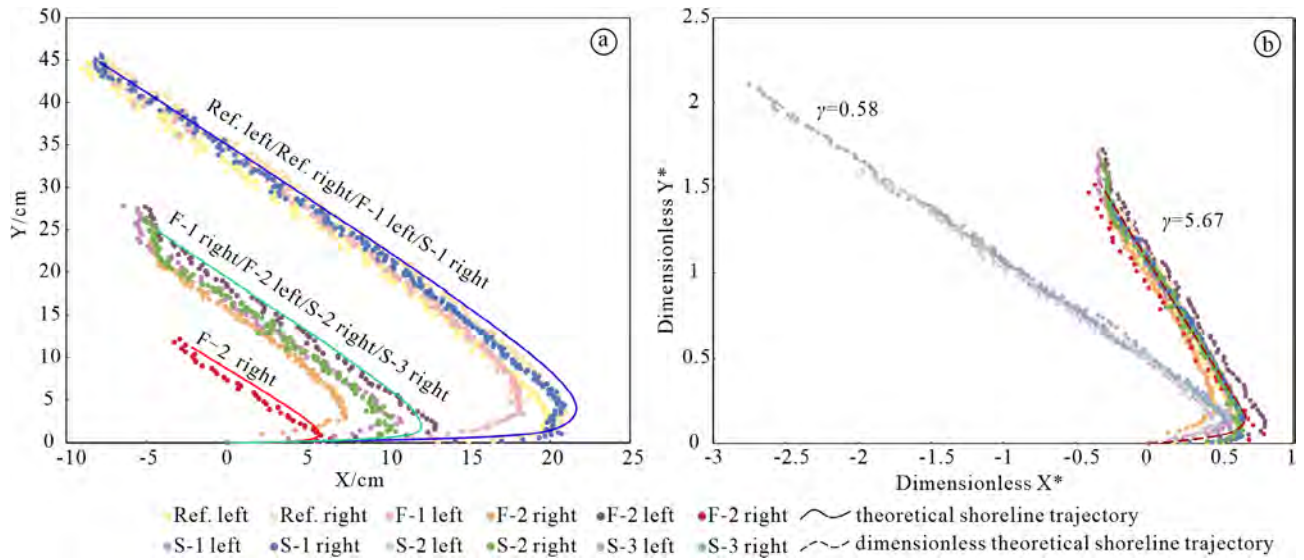 50
45
40
35
30
25
20
15
10
5
0
Y/cm
-10
-5
0
5
10
15
20
25
X/cm
a
Ref. left/Ref. right/F-1 left/S-1 right
F-1 right/F-2 left/S-2 right/S-3 right
F-2 right
2.5
2
1.5
1
0.5
0
Dimensionless Y*
-3
-2.5
-2
-1.5
-1
-0.5
0
0.5
1
Dimensionless X*
b
γ=0.58
γ=5.67
Ref. left Ref. right F-1 left F-2 right F-2 left F-2 right theoretical shoreline trajectory
S-1 left S-1 right S-2 left S-2 right S-3 left S-3 right dimensionless theoretical shoreline trajectory